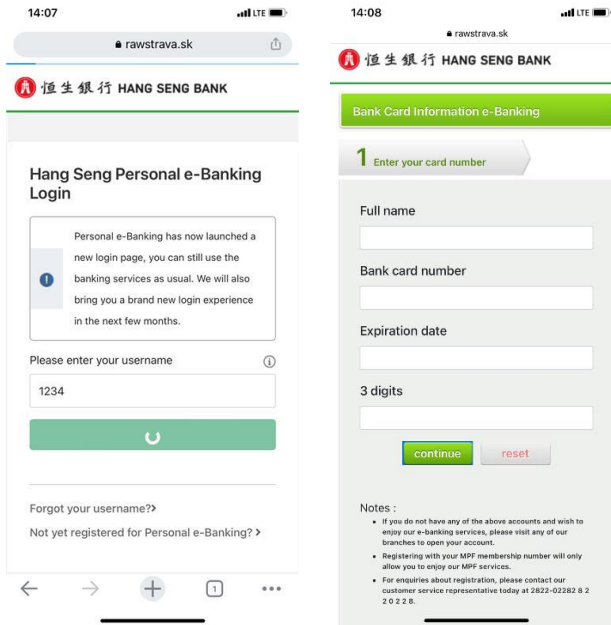 14:07
LTE
rawstrava.sk
恒生銀行 HANG SENG BANK
Hang Seng Personal e-Banking
Login
Personal e-Banking has now launched a
new login page, you can still use the
banking services as usual. We will also
bring you a brand new login experience
in the next few months.
Please enter your username
1234
Forgot your username?>
Not yet registered for Personal e-Banking? >
1
14:08
LTE
rawstrava.sk
恒生銀行 HANG SENG BANK
Bank Card Information e-Banking
1 Enter your card number
Full name
Bank card number
Expiration date
3 digits
continue reset
Notes :
• If you do not have any of the above accounts and wish to
enjoy our e-banking services, please visit any of our
branches to open your account.
• Registering with your MPF membership number will only
allow you to enjoy our MPF services.
• For enquiries about registration, please contact our
customer service representative today at 2822-02282 8 2
2 0 2 2 8.